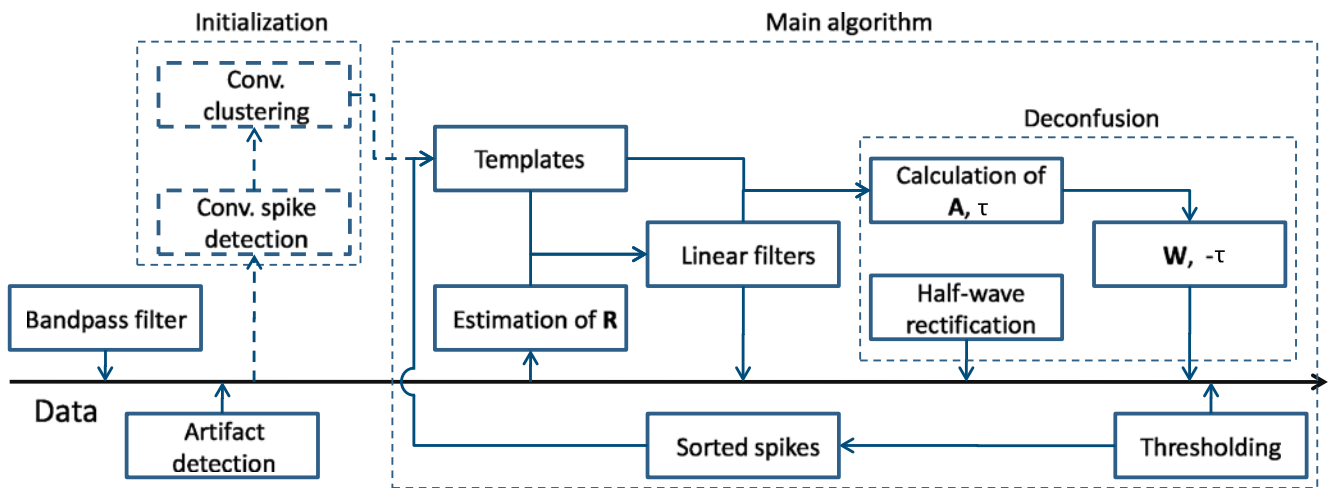 Initialization
Main algorithm
Conv.
clustering
Deconfusion
Templates
Calculation of
A, τ
Conv. spike
detection
Linear filters
W, -τ
Bandpass filter
Estimation of R
Half-wave
rectification
Data
Artifact
detection
Sorted spikes
Thresholding